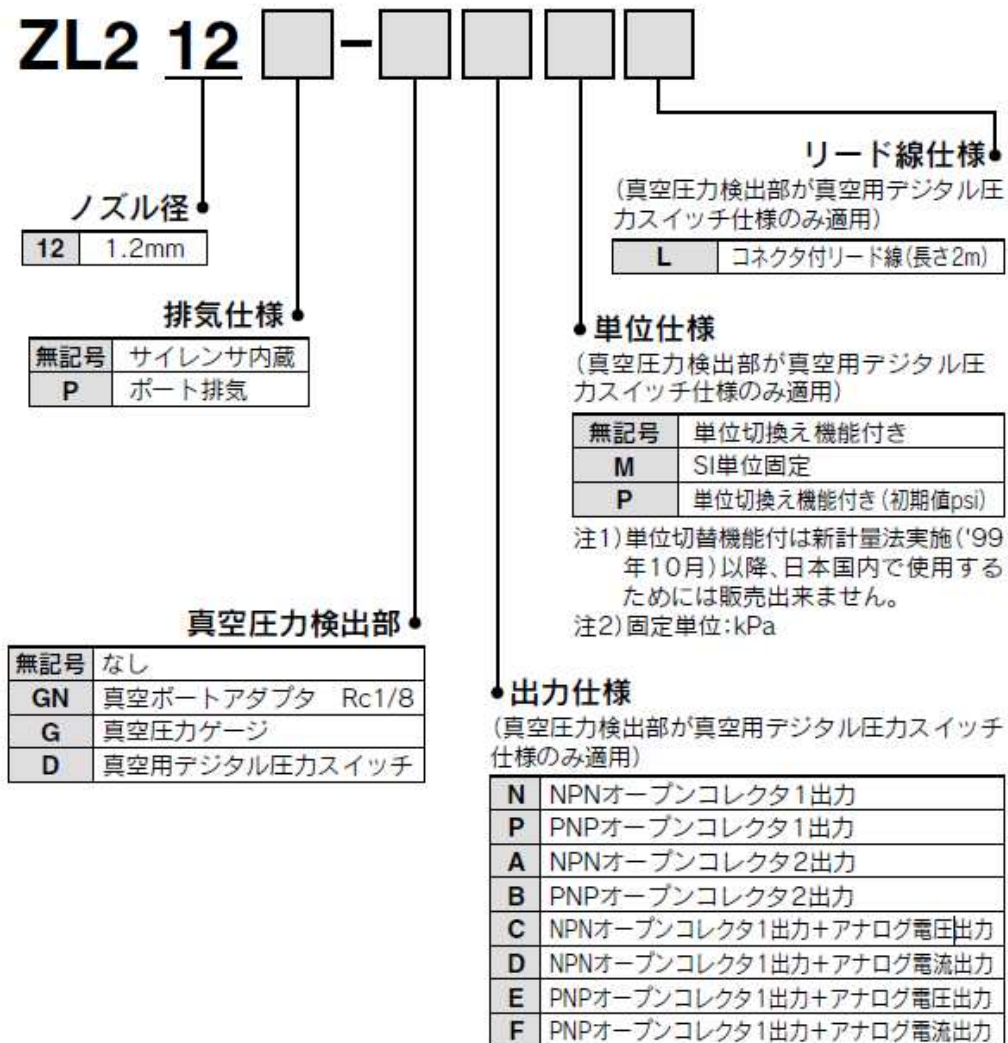 ZL2 12 -
リード線仕様
(真空圧力検出部が真空用デジタル圧
力スイッチ仕様のみ適用)
L コネクタ付リード線(長さ2m)
ノズル径
12 1.2mm
排気仕様
無記号 サイレンサ内蔵
P ポート排気
単位仕様
(真空圧力検出部が真空用デジタル圧
力スイッチ仕様のみ適用)
無記号 単位切換え機能付き
M SI単位固定
P 単位切換え機能付き(初期値psi)
注1)単位切替機能付は新計量法実施('99
年10月)以降、日本国内で使用する
ためには販売出来ません。
注2)固定単位:kPa
真空圧力検出部
無記号 なし
GN 真空ポートアダプタ Rc1/8
G 真空圧力ゲージ
D 真空用デジタル圧力スイッチ
出力仕様
(真空圧力検出部が真空用デジタル圧力スイッチ
仕様のみ適用)
N NPNオープンコレクタ1出力
P PNPオープンコレクタ1出力
A NPNオープンコレクタ2出力
B PNPオープンコレクタ2出力
C NPNオープンコレクタ1出力+アナログ電圧出力
D NPNオープンコレクタ1出力+アナログ電流出力
E PNPオープンコレクタ1出力+アナログ電圧出力
F PNPオープンコレクタ1出力+アナログ電流出力